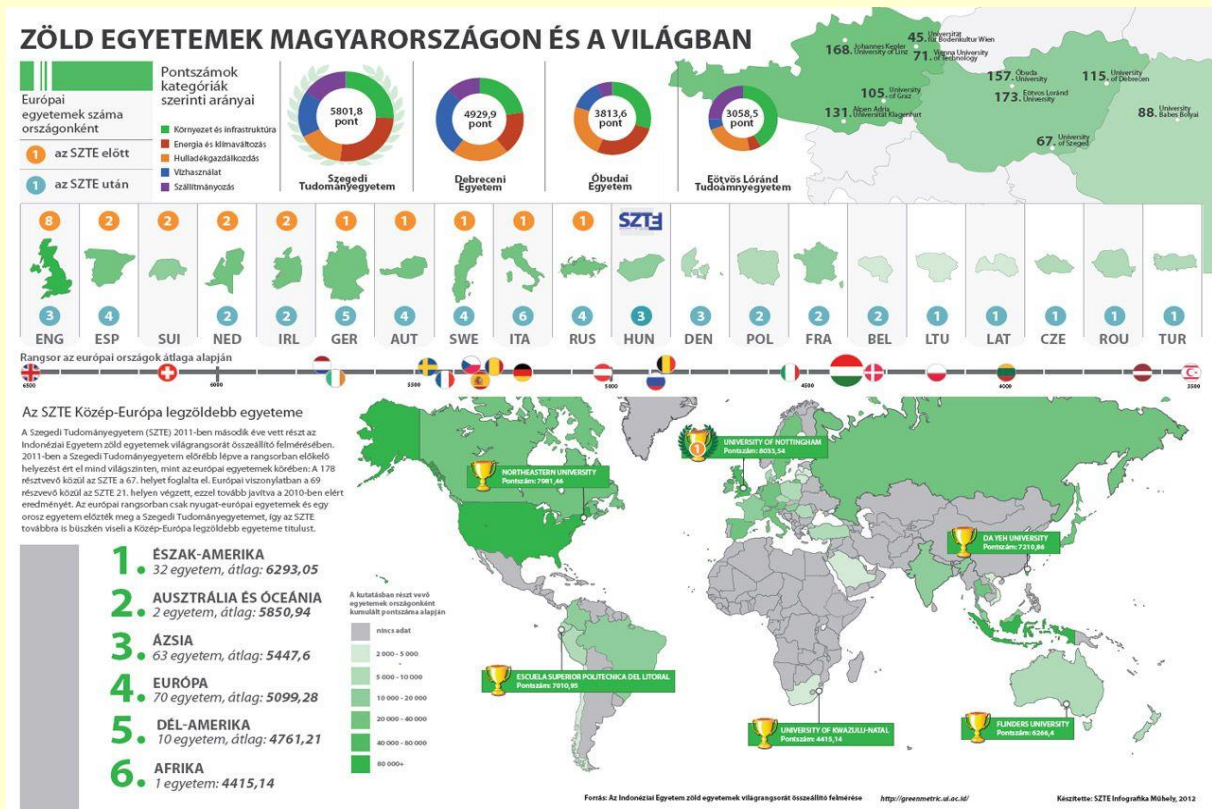 ZÖLD EGYETEMEK MAGYARORSZÁGON ÉS A VILÁGBAN
Európai
egyetemek száma
országonként
1 az SZTE előtt
1 az SZTE után
Pontszámok
kategóriák
szerinti arányai
Környezet és infrastruktúra
Energia és klímaváltozás
Hulladékgazdálkozdás
Vízhasználat
Szállítmányozás
5801,8
pont
Szegedi
Tudományegyetem
4929,9
pont
Debreceni
Egyetem
3813,6
pont
Óbudai
Egyetem
3058,5
pont
Eötvös Lóránd
Tudoámnyegyetem
168. Johannes Kepler
University of Linz
45. Universität
für Bodenkultur Wien
71. Vienna University
of Technology
105. University
of Graz
131. Alpen Adria
Universität Klagenfurt
157. Óbuda
University
173. Eötvös Loránd
University
115. University
of Debrecen
67. University
of Szeged
88. University
Babes Bolyai
8 2 2 2 2 1 1 1 1 1 SZTE
3 4 2 2 5 4 4 6 4 3 3 2 2 2 1 1 1 1 1
ENG ESP SUI NED IRL GER AUT SWE ITA RUS HUN DEN POL FRA BEL LTU LAT CZE ROU TUR
Rangsor az európai országok átlaga alapján
6500 6000 5500 5000 4500 4000 3500
Az SZTE Közép-Európa legzöldebb egyeteme
A Szegedi Tudományegyetem (SZTE) 2011-ben második éve vett részt az
Indonéziai Egyetem zöld egyetemek világrangsorát összeállító felmérésében.
2011-ben a Szegedi Tudományegyetem előrébb lépve a rangsorban előkelő
helyezést ért el mind világszinten, mint az európai egyetemek körében: A 178
résztvevő közül az SZTE a 67. helyet foglalta el. Európai viszonylatban a 69
részvevő közül az SZTE 21. helyen végzett, ezzel tovább javítva a 2010-ben elért
eredményét. Az európai rangsorban csak nyugat-európai egyetemek és egy
orosz egyetem előzték meg a Szegedi Tudományegyetemet, így az SZTE
továbbra is büszkén viseli a Közép-Európa legzöldebb egyeteme titulust.
1. ÉSZAK-AMERIKA
32 egyetem, átlag: 6293,05
2. AUSZTRÁLIA ÉS ÓCEÁNIA
2 egyetem, átlag: 5850,94
3. ÁZSIA
63 egyetem, átlag: 5447,6
4. EURÓPA
70 egyetem, átlag: 5099,28
5. DÉL-AMERIKA
10 egyetem, átlag: 4761,21
6. AFRIKA
1 egyetem: 4415,14
A kutatásban részt vevő
egyetemek országonként
kumulált pontszáma alapján
nincs adat
2 000 - 5 000
5 000 - 10 000
10 000 - 20 000
20 000 - 40 000
40 000 - 80 000
80 000+
1
UNIVERSITY OF NOTTINGHAM
Pontszám: 8033,54
NORTHEASTERN UNIVERSITY
Pontszám: 7981,46
DA YEH UNIVERSITY
Pontszám: 7210,86
ESCUELA SUPERIOR POLITECNICA DEL LITORAL
Pontszám: 7010,95
UNIVERSITY OF KWAZULU-NATAL
Pontszám: 4415,14
FLINDERS UNIVERSITY
Pontszám: 6266,4
Forrás: Az Indonéziai Egyetem zöld egyetemek világrangsorát összeállító felmérése http://greenmetric.ui.ac.id/ Készítette: SZTE Infografika Műhely, 2012